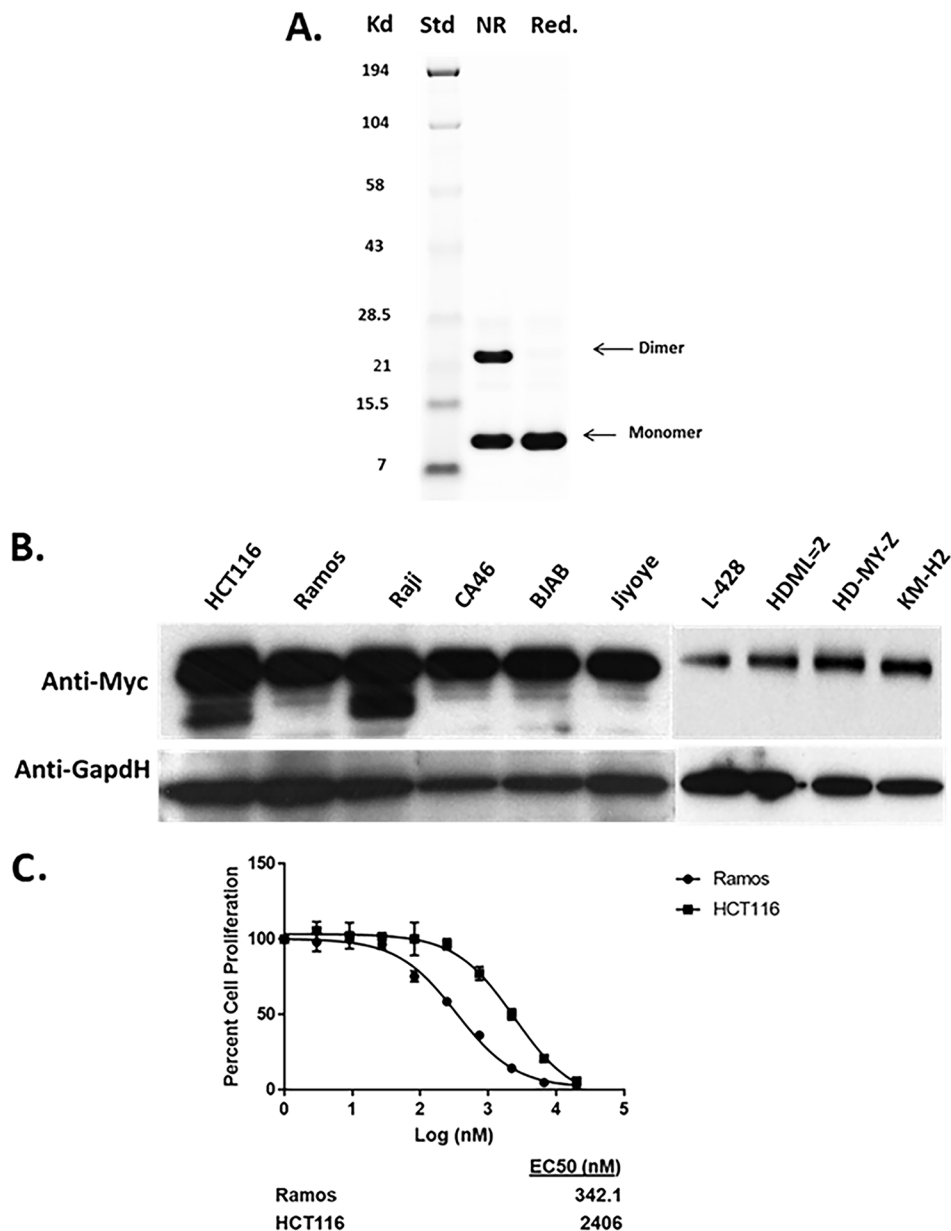 A. Kd Std NR Red.
194
104
58
43
28.5
21
15.5
7
Dimer
Monomer
B.
HCT116 Ramos Raji CA46 BJAB Jiyoye L-428 HDML=2 HD-MY-Z KM-H2
Anti-Myc
Anti-GapdH
C.
Percent Cell Proliferation
150
100
50
0
0 1 2 3 4 5
Log (nM)
Ramos
HCT116
EC50 (nM)
Ramos 342.1
HCT116 2406